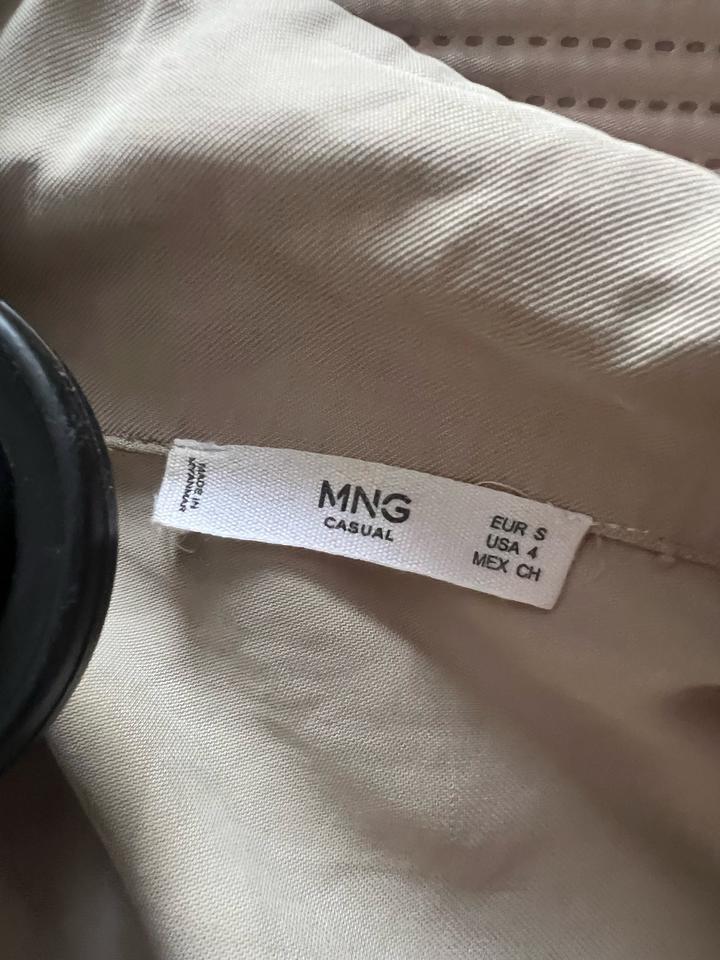 MADE IN
MYANMAR
MNG
CASUAL
EUR S
USA 4
MEX CH